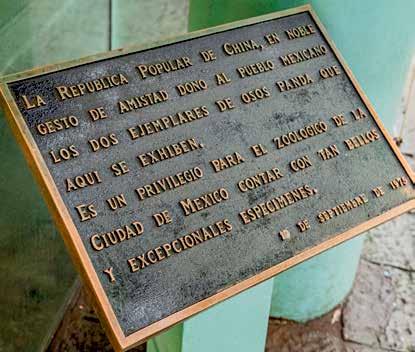 LA REPUBLICA POPULAR DE CHINA, EN NOBLE
GESTO DE AMISTAD DONO AL PUEBLO MEXICANO
LOS DOS EJEMPLARES DE OSOS PANDA, QUE
AQUI SE EXHIBEN.
ES UN PRIVILEGIO PARA EL ZOOLOGICO DE LA
CIUDAD DE MEXICO CONTAR CON TAN BELLOS
Y EXCEPCIONALES ESPECIMENES.
DE SEPTIEMBRE DE 1975